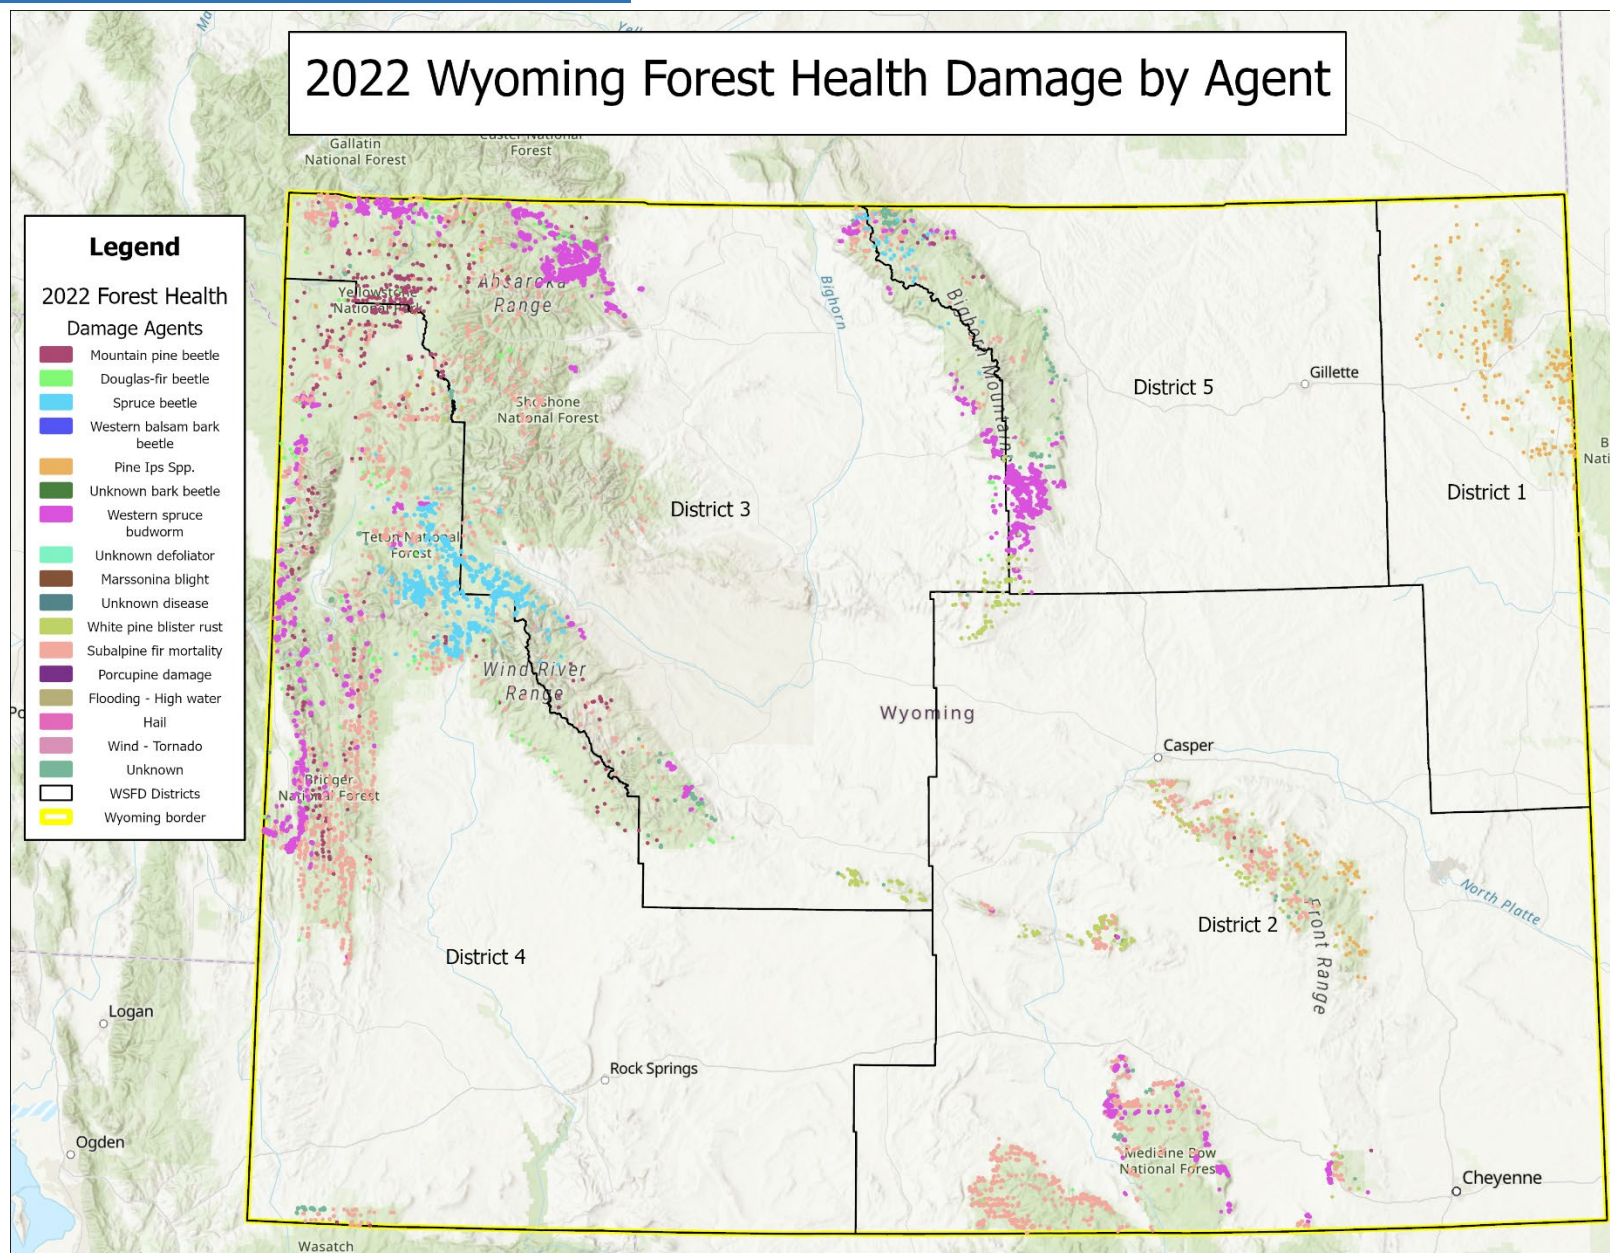 2022 Wyoming Forest Health Damage by Agent
Gallatin
National Forest
Custer National
Forest
Legend
2022 Forest Health
Damage Agents
Mountain pine beetle
Douglas-fir beetle
Spruce beetle
Western balsam bark
beetle
Pine Ips Spp.
Unknown bark beetle
Western spruce
budworm
Unknown defoliator
Marssonina blight
Unknown disease
White pine blister rust
Subalpine fir mortality
Porcupine damage
Flooding - High water
Hail
Wind - Tornado
Unknown
WSFD Districts
Wyoming border
Yellowstone
National Park
Absaroka
Range
Bighorn
Bighorn Mountains
Shoshone
National Forest
District 5
Gillette
District 1
District 3
Teton National
Forest
Wind River
Range
Wyoming
Casper
Bridger
National Forest
North Platte
District 2
Front Range
District 4
Logan
Rock Springs
Ogden
Medicine Bow
National Forest
Cheyenne
Wasatch